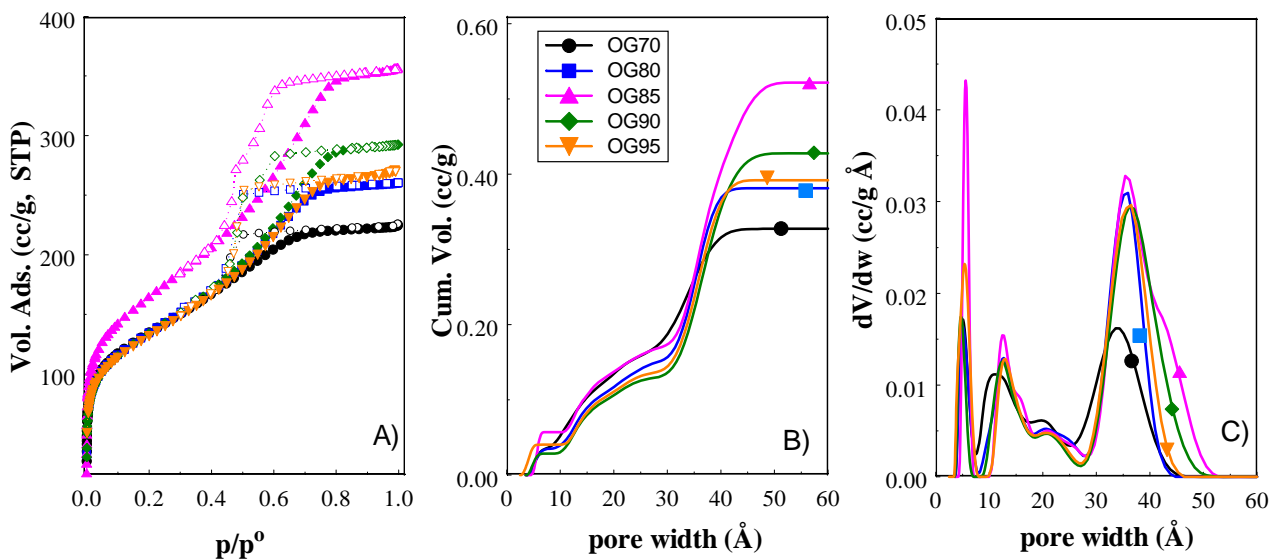 Vol. Ads. (cc/g, STP)
400
300
200
100
0.0 0.2 0.4 0.6 0.8 1.0
p/p°
A)
Cum. Vol. (cc/g)
0.60
0.40
0.20
0.00
0 10 20 30 40 50 60
pore width (Å)
OG70
OG80
OG85
OG90
OG95
B)
dV/dw (cc/g Å)
0.05
0.04
0.03
0.02
0.01
0.00
0 10 20 30 40 50 60
pore width (Å)
C)